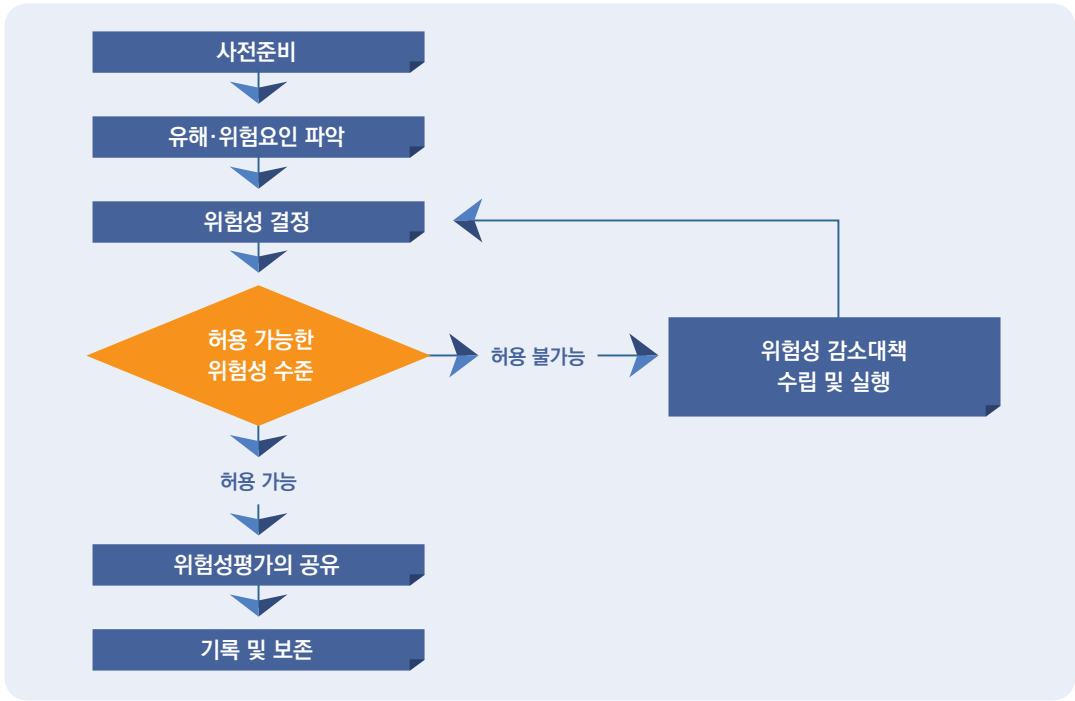 사전준비
유해·위험요인 파악
위험성 결정
허용 가능한
위험성 수준
허용 불가능
위험성 감소대책
수립 및 실행
허용 가능
위험성평가의 공유
기록 및 보존